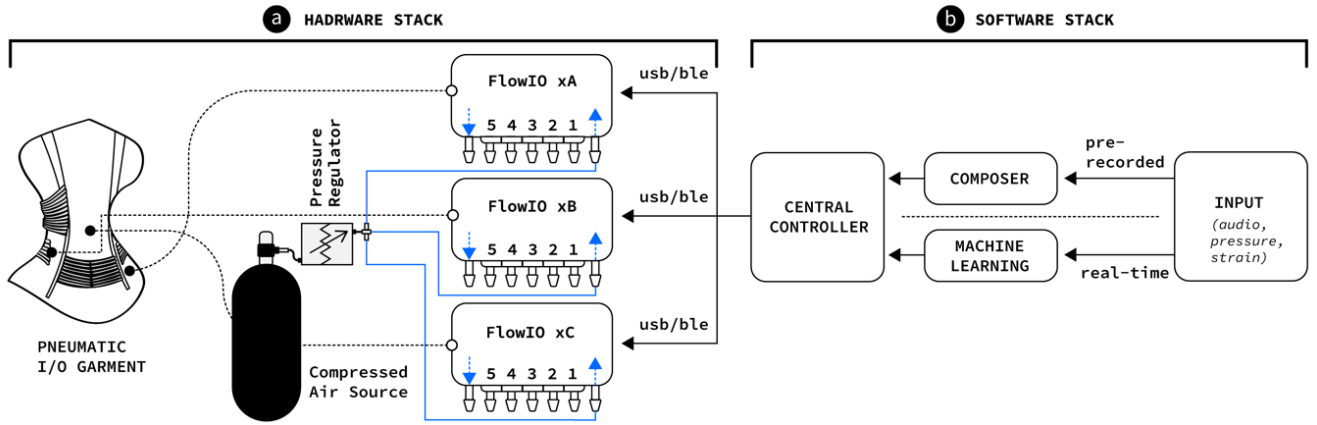 a HADRWARE STACK
b SOFTWARE STACK
FlowIO xA
5 4 3 2 1
usb/ble
Pressure
Regulator
FlowIO xB
5 4 3 2 1
usb/ble
FlowIO xC
5 4 3 2 1
usb/ble
PNEUMATIC
I/O GARMENT
Compressed
Air Source
CENTRAL
CONTROLLER
COMPOSER
MACHINE
LEARNING
pre-
recorded
real-time
INPUT
(audio,
pressure,
strain)